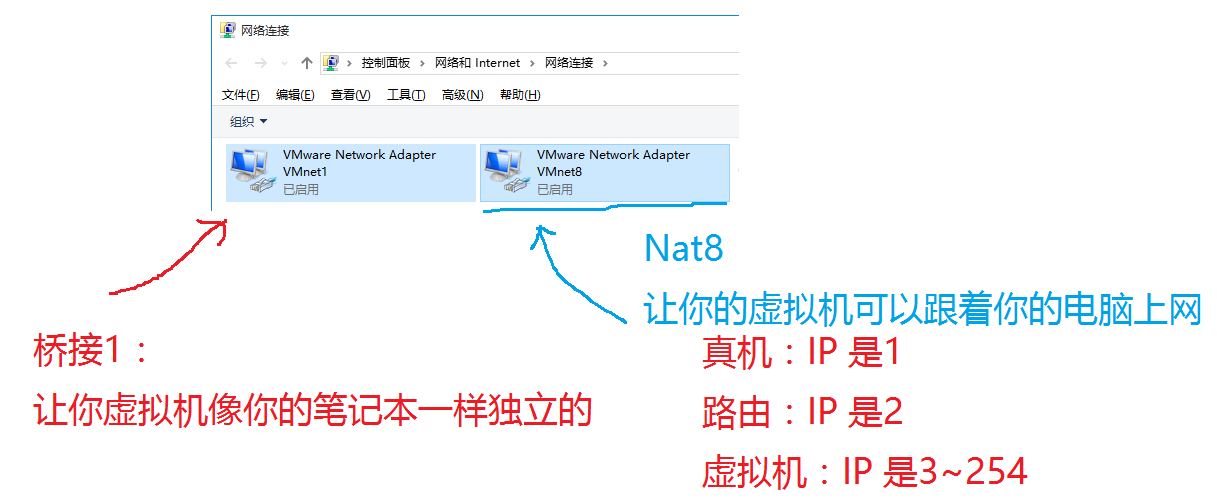 网络连接
控制面板 > 网络和 Internet > 网络连接 >
文件(F) 编辑(E) 查看(V) 工具(T) 高级(N) 帮助(H)
组织
VMware Network Adapter
VMnet1
已启用
VMware Network Adapter
VMnet8
已启用
Nat8
让你的虚拟机可以跟着你的电脑上网
桥接1：
让你虚拟机像你的笔记本一样独立的
真机：IP 是1
路由：IP 是2
虚拟机：IP 是3~254